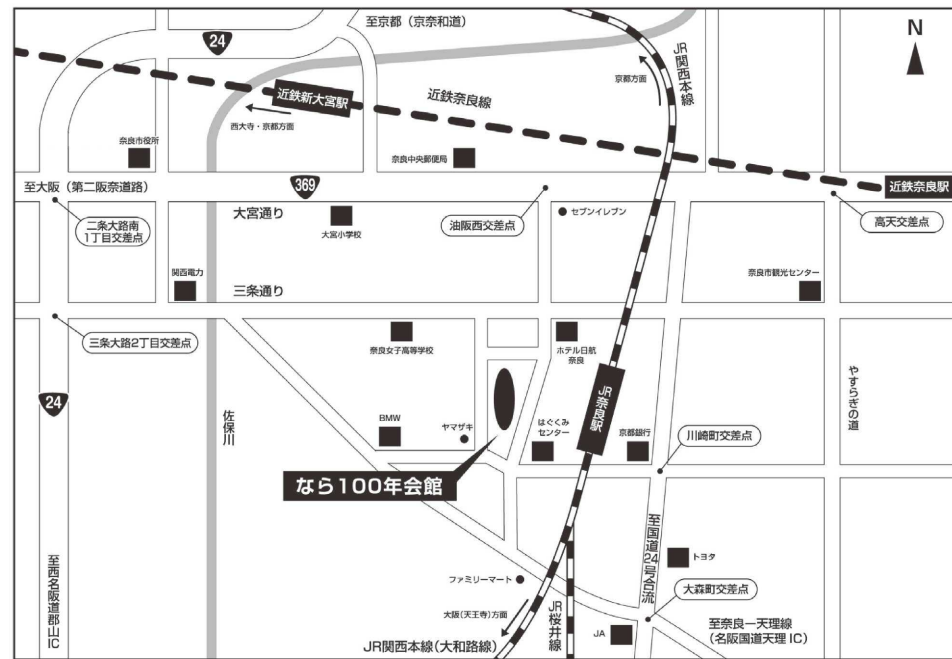 至京都（京奈和道）
24
N
JR関西本線
京都方面
近鉄新大宮駅
近鉄奈良線
西大寺・京都方面
奈良市役所
奈良中央郵便局
至大阪（第二阪奈道路）
369
近鉄奈良駅
二条大路南
1丁目交差点
大宮通り
大宮小学校
油阪西交差点
セブンイレブン
高天交差点
関西電力
三条通り
奈良市観光センター
三条大路2丁目交差点
奈良女子高等学校
ホテル日航
奈良
JR奈良駅
やすらぎの道
24
佐保川
BMW
ヤマザキ
はぐくみ
センター
京都銀行
川崎町交差点
なら100年会館
至国道24号合流
トヨタ
至西名阪道郡山IC
ファミリーマート
大森町交差点
大阪（天王寺）方面
JR桜井線
JA
至奈良ー天理線
（名阪国道天理 IC）
JR関西本線（大和路線）